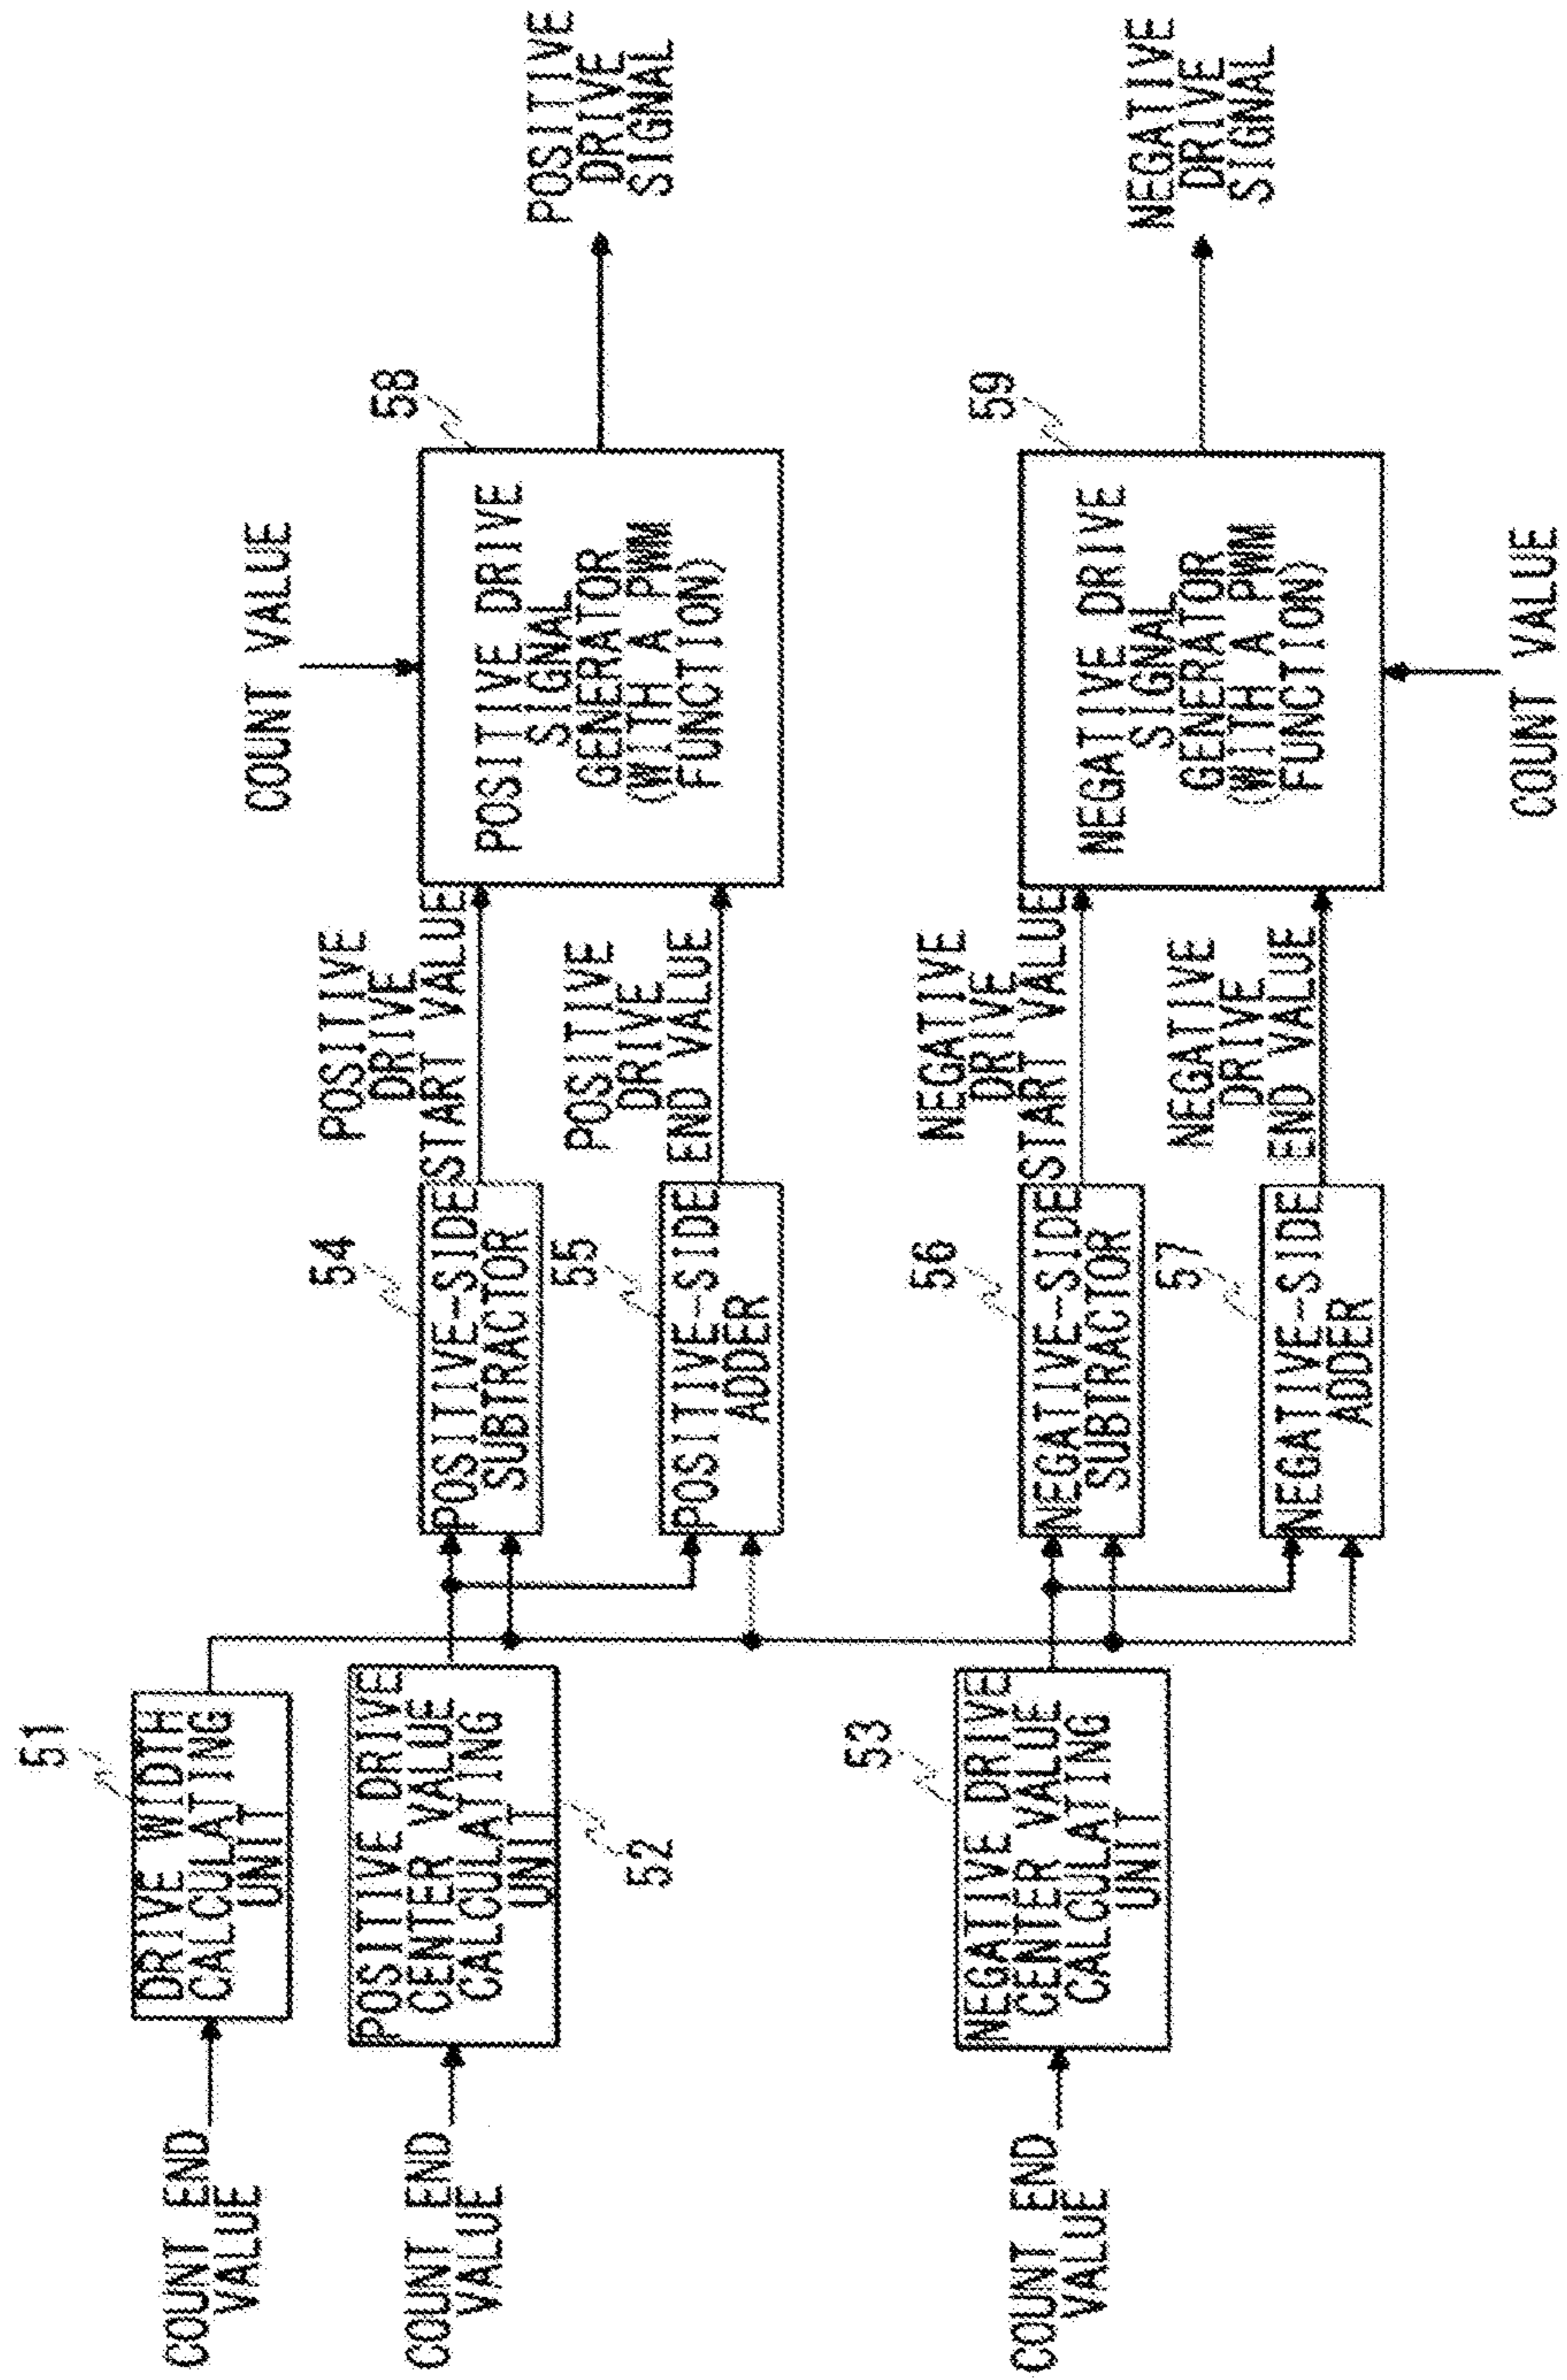 COUNT END
VALUE
51
DRIVE WIDTH
CALCULATING
UNIT
COUNT END
VALUE
POSITIVE DRIVE
CENTER VALUE
CALCULATING
UNIT
52
COUNT END
VALUE
53
NEGATIVE DRIVE
CENTER VALUE
CALCULATING
UNIT
54
POSITIVE-SIDE
SUBTRACTOR
55
POSITIVE-SIDE
ADDER
56
NEGATIVE-SIDE
SUBTRACTOR
57
NEGATIVE-SIDE
ADDER
POSITIVE
DRIVE
START VALUE
POSITIVE
DRIVE
END VALUE
NEGATIVE
DRIVE
START VALUE
NEGATIVE
DRIVE
END VALUE
COUNT VALUE
58
POSITIVE DRIVE
SIGNAL
GENERATOR
(WITH A PWM
FUNCTION)
59
NEGATIVE DRIVE
SIGNAL
GENERATOR
(WITH A PWM
FUNCTION)
COUNT VALUE
POSITIVE
DRIVE
SIGNAL
NEGATIVE
DRIVE
SIGNAL